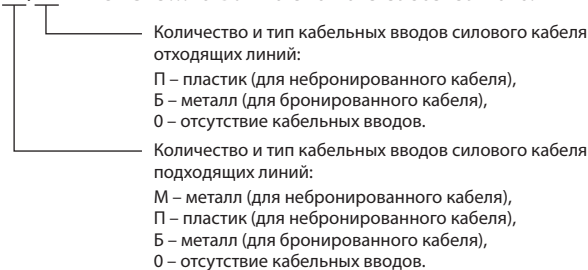 Количество и тип кабельных вводов силового кабеля
отходящих линий:
П – пластик (для небронированного кабеля),
Б – металл (для бронированного кабеля),
0 – отсутствие кабельных вводов.
Количество и тип кабельных вводов силового кабеля
подходящих линий:
М – металл (для небронированного кабеля),
П – пластик (для небронированного кабеля),
Б – металл (для бронированного кабеля),
0 – отсутствие кабельных вводов.